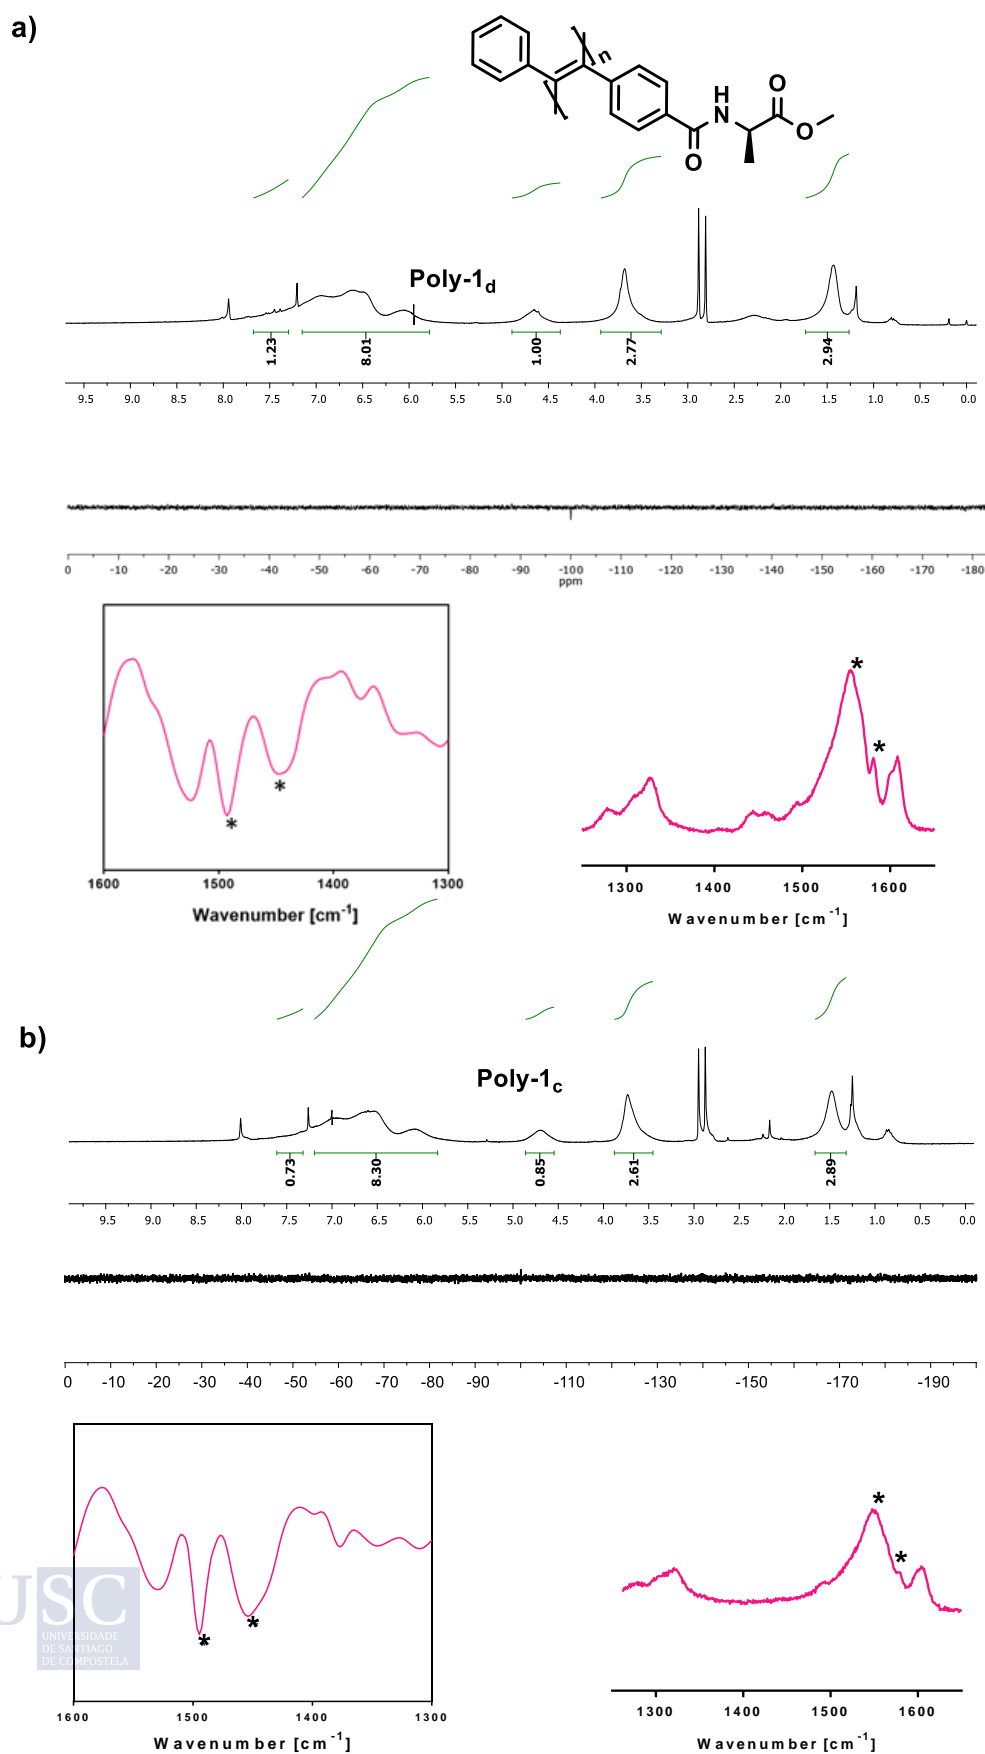 a)
n
H
N
O
O
O
Poly-1d
1.23 8.01 1.00 2.77 2.94
9.5 9.0 8.5 8.0 7.5 7.0 6.5 6.0 5.5 5.0 4.5 4.0 3.5 3.0 2.5 2.0 1.5 1.0 0.5 0.0
0 -10 -20 -30 -40 -50 -60 -70 -80 -90 -100 -110 -120 -130 -140 -150 -160 -170 -180
ppm
* *
* *
1600 1500 1400 1300
Wavenumber [cm-1]
1300 1400 1500 1600
Wavenumber [cm-1]
b)
Poly-1c
0.73 8.30 0.85 2.61 2.89
9.5 9.0 8.5 8.0 7.5 7.0 6.5 6.0 5.5 5.0 4.5 4.0 3.5 3.0 2.5 2.0 1.5 1.0 0.5 0.0
0 -10 -20 -30 -40 -50 -60 -70 -80 -90 -110 -130 -150 -170 -190
* *
* *
USC
UNIVERSIDADE
DE SANTIAGO
DE COMPOSTELA
1600 1500 1400 1300
Wavenumber [cm-1]
1300 1400 1500 1600
Wavenumber [cm-1]